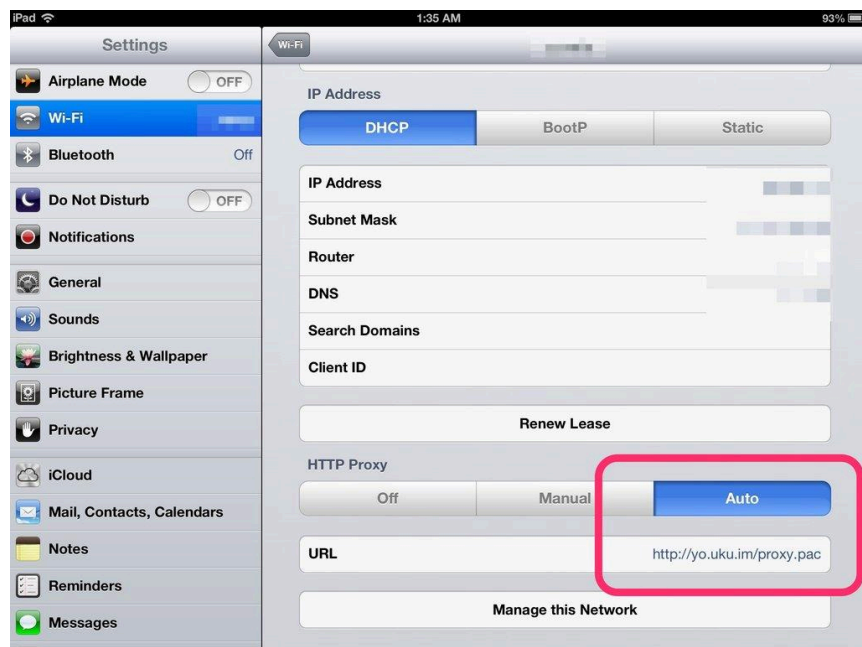 iPad
1:35 AM
93%
Settings
Wi-Fi
Airplane Mode OFF
Wi-Fi
Bluetooth Off
Do Not Disturb OFF
Notifications
General
Sounds
Brightness & Wallpaper
Picture Frame
Privacy
iCloud
Mail, Contacts, Calendars
Notes
Reminders
Messages
IP Address
DHCP BootP Static
IP Address
Subnet Mask
Router
DNS
Search Domains
Client ID
Renew Lease
HTTP Proxy
Off Manual Auto
URL http://yo.uku.im/proxy.pac
Manage this Network